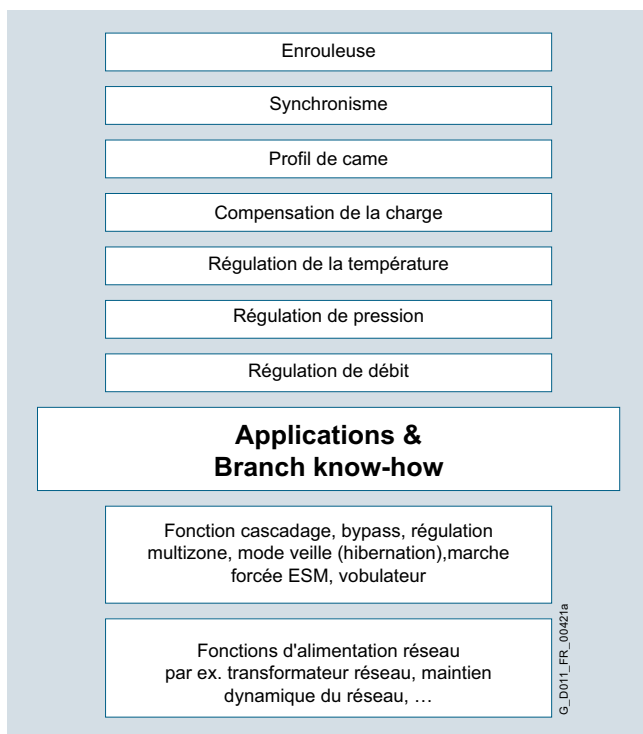 Enrouleuse
Synchronisme
Profil de came
Compensation de la charge
Régulation de la température
Régulation de pression
Régulation de débit
Applications &
Branch know-how
Fonction cascadage, bypass, régulation
multizone, mode veille (hibernation),marche
forcée ESM, vobulateur
Fonctions d'alimentation réseau
par ex. transformateur réseau, maintien
dynamique du réseau, …
G_D011_FR_00421a